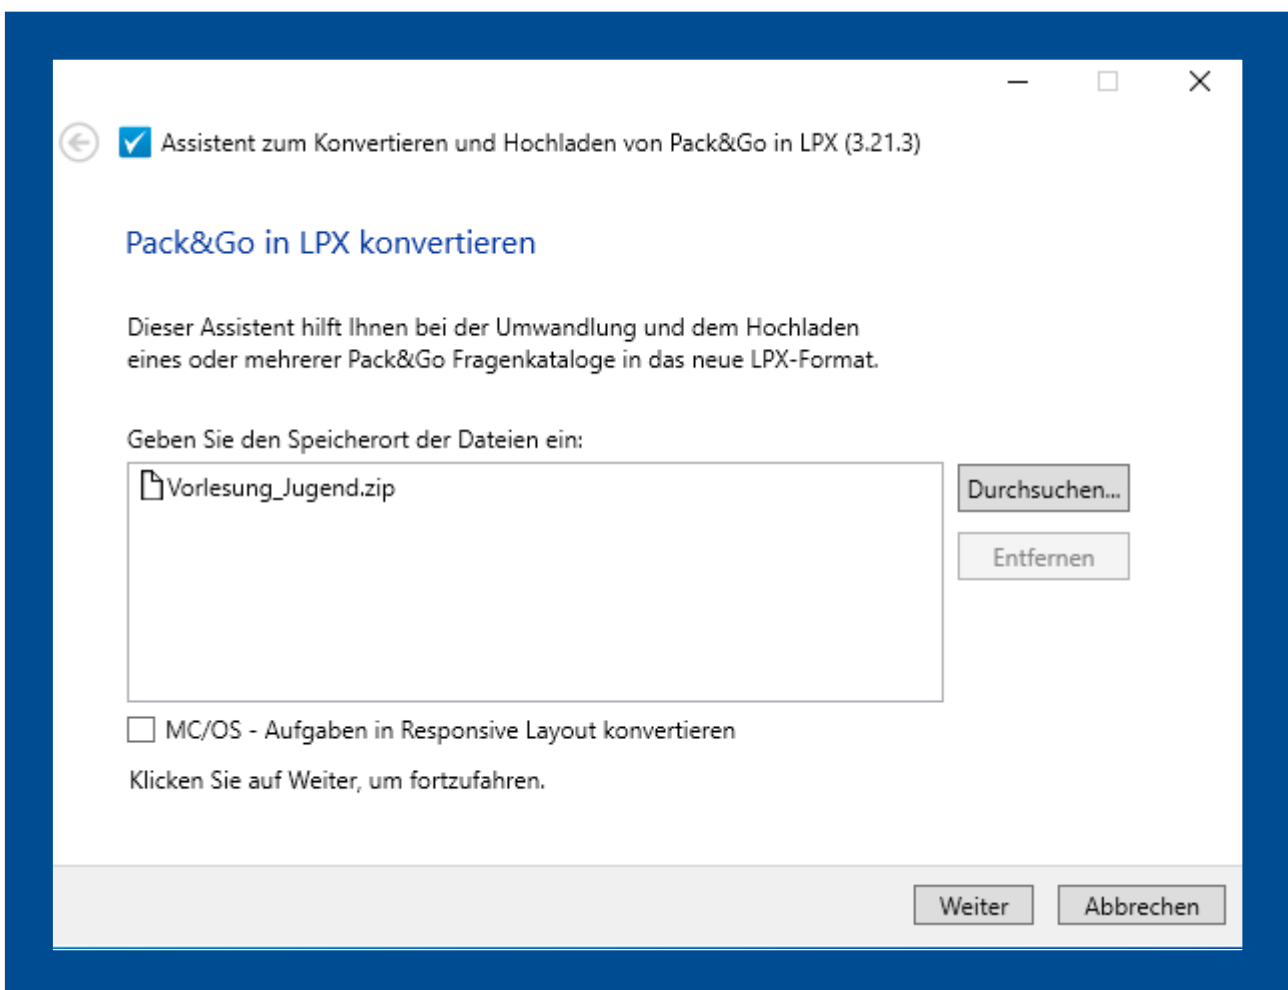 Assistent zum Konvertieren und Hochladen von Pack&Go in LPX (3.21.3)
Pack&Go in LPX konvertieren
Dieser Assistent hilft Ihnen bei der Umwandlung und dem Hochladen
eines oder mehrerer Pack&Go Fragenkataloge in das neue LPX-Format.
Geben Sie den Speicherort der Dateien ein:
Vorlesung_Jugend.zip
Durchsuchen...
Entfernen
MC/OS - Aufgaben in Responsive Layout konvertieren
Klicken Sie auf Weiter, um fortzufahren.
Weiter
Abbrechen